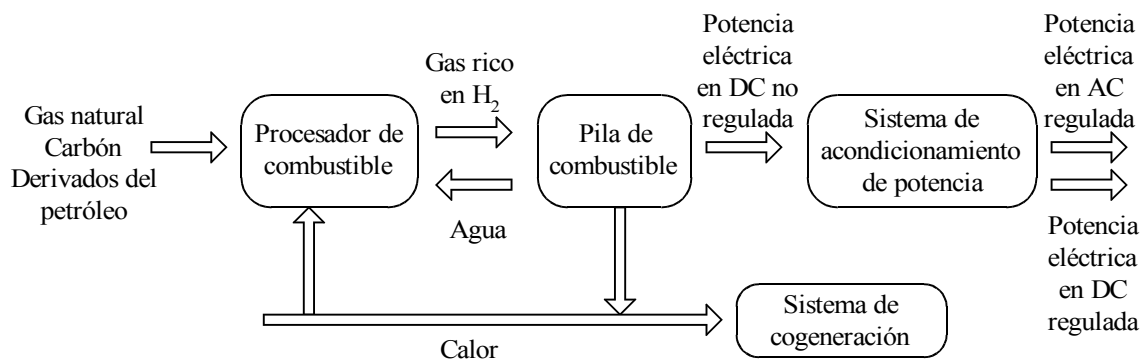 Gas natural
Carbón
Derivados del
petróleo
Procesador de
combustible
Gas rico
en H2
Agua
Pila de
combustible
Potencia
eléctrica
en DC no
regulada
Sistema de
acondicionamiento
de potencia
Potencia
eléctrica
en AC
regulada
Potencia
eléctrica
en DC
regulada
Sistema de
cogeneración
Calor